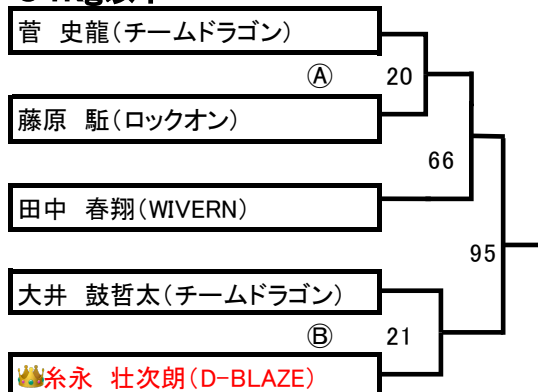 菅　史龍（チームドラゴン）
Ⓐ
20
藤原　駈（ロックオン）
66
田中　春翔（WIVERN）
95
大井　鼓哲太（チームドラゴン）
Ⓑ
21
糸永　壮次朗（D-BLAZE）